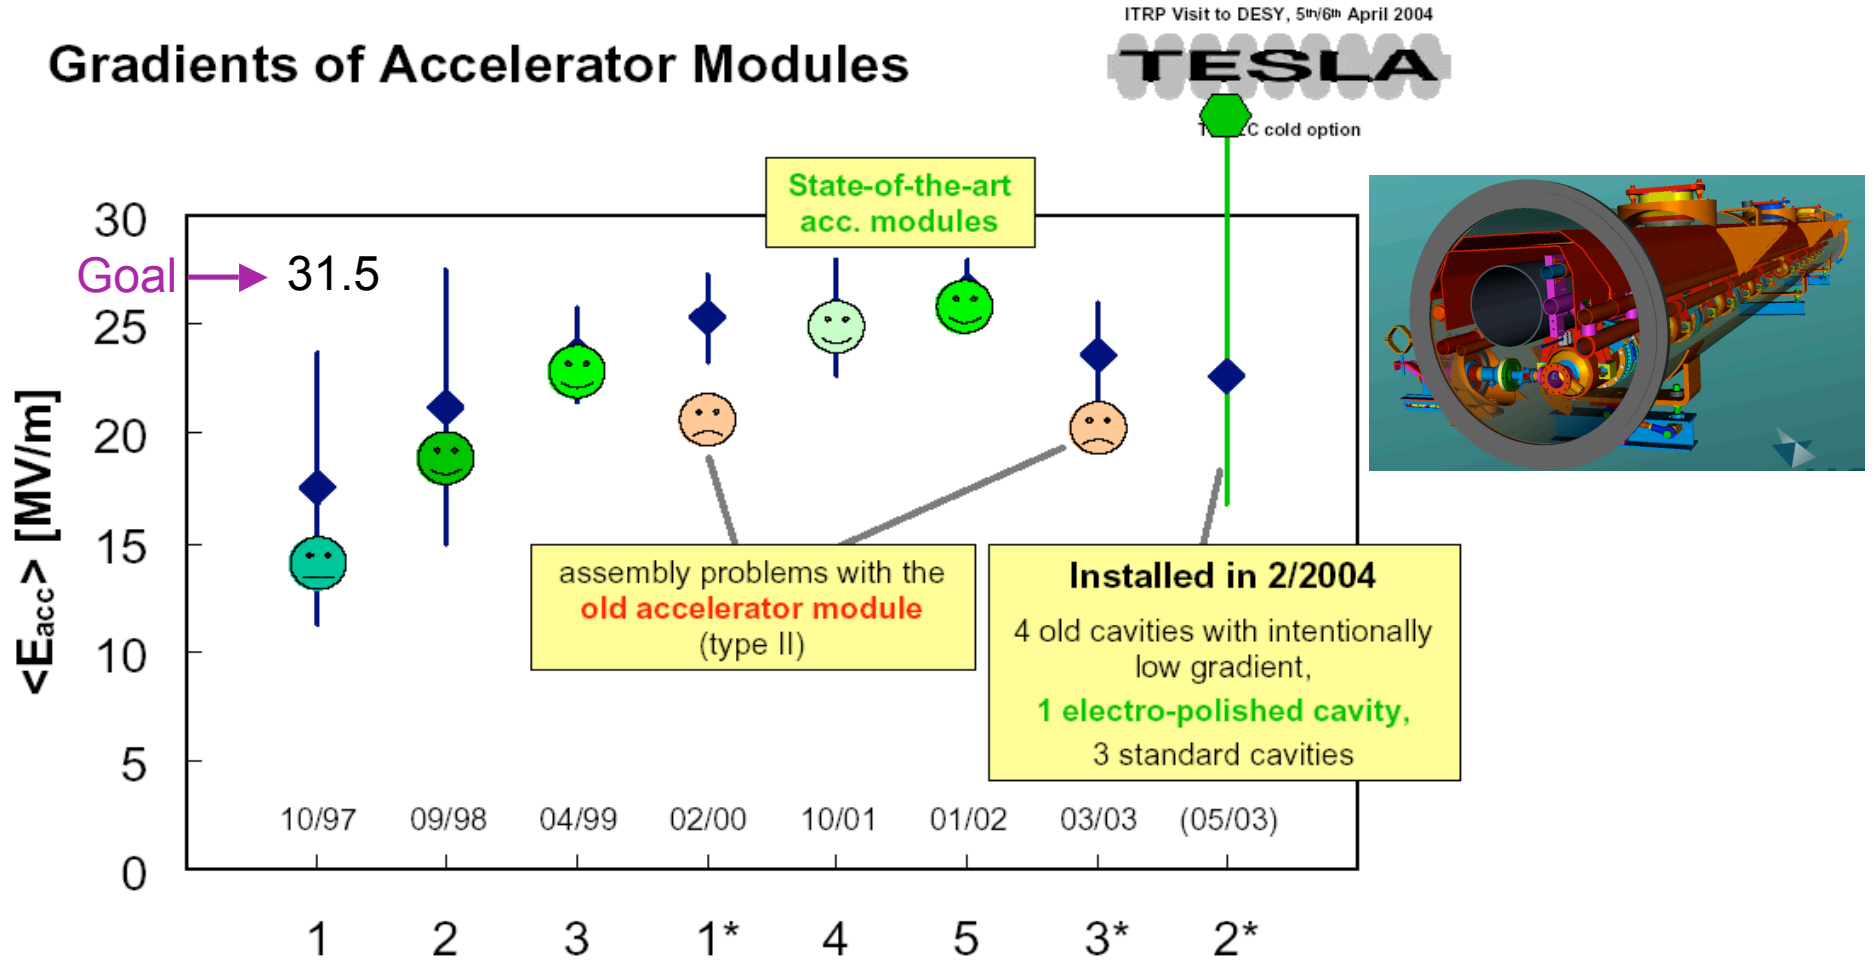 ITRP Visit to DESY, 5th/6th April 2004
Gradients of Accelerator Modules
TESLA
cold option
State-of-the-art
acc. modules
30
Goal
31.5
25
20
15
10
5
0
<Eacc> [MV/m]
assembly problems with the
old accelerator module
(type II)
Installed in 2/2004
4 old cavities with intentionally
low gradient,
1 electro-polished cavity,
3 standard cavities
10/97 09/98 04/99 02/00 10/01 01/02 03/03 (05/03)
1 2 3 1* 4 5 3* 2*